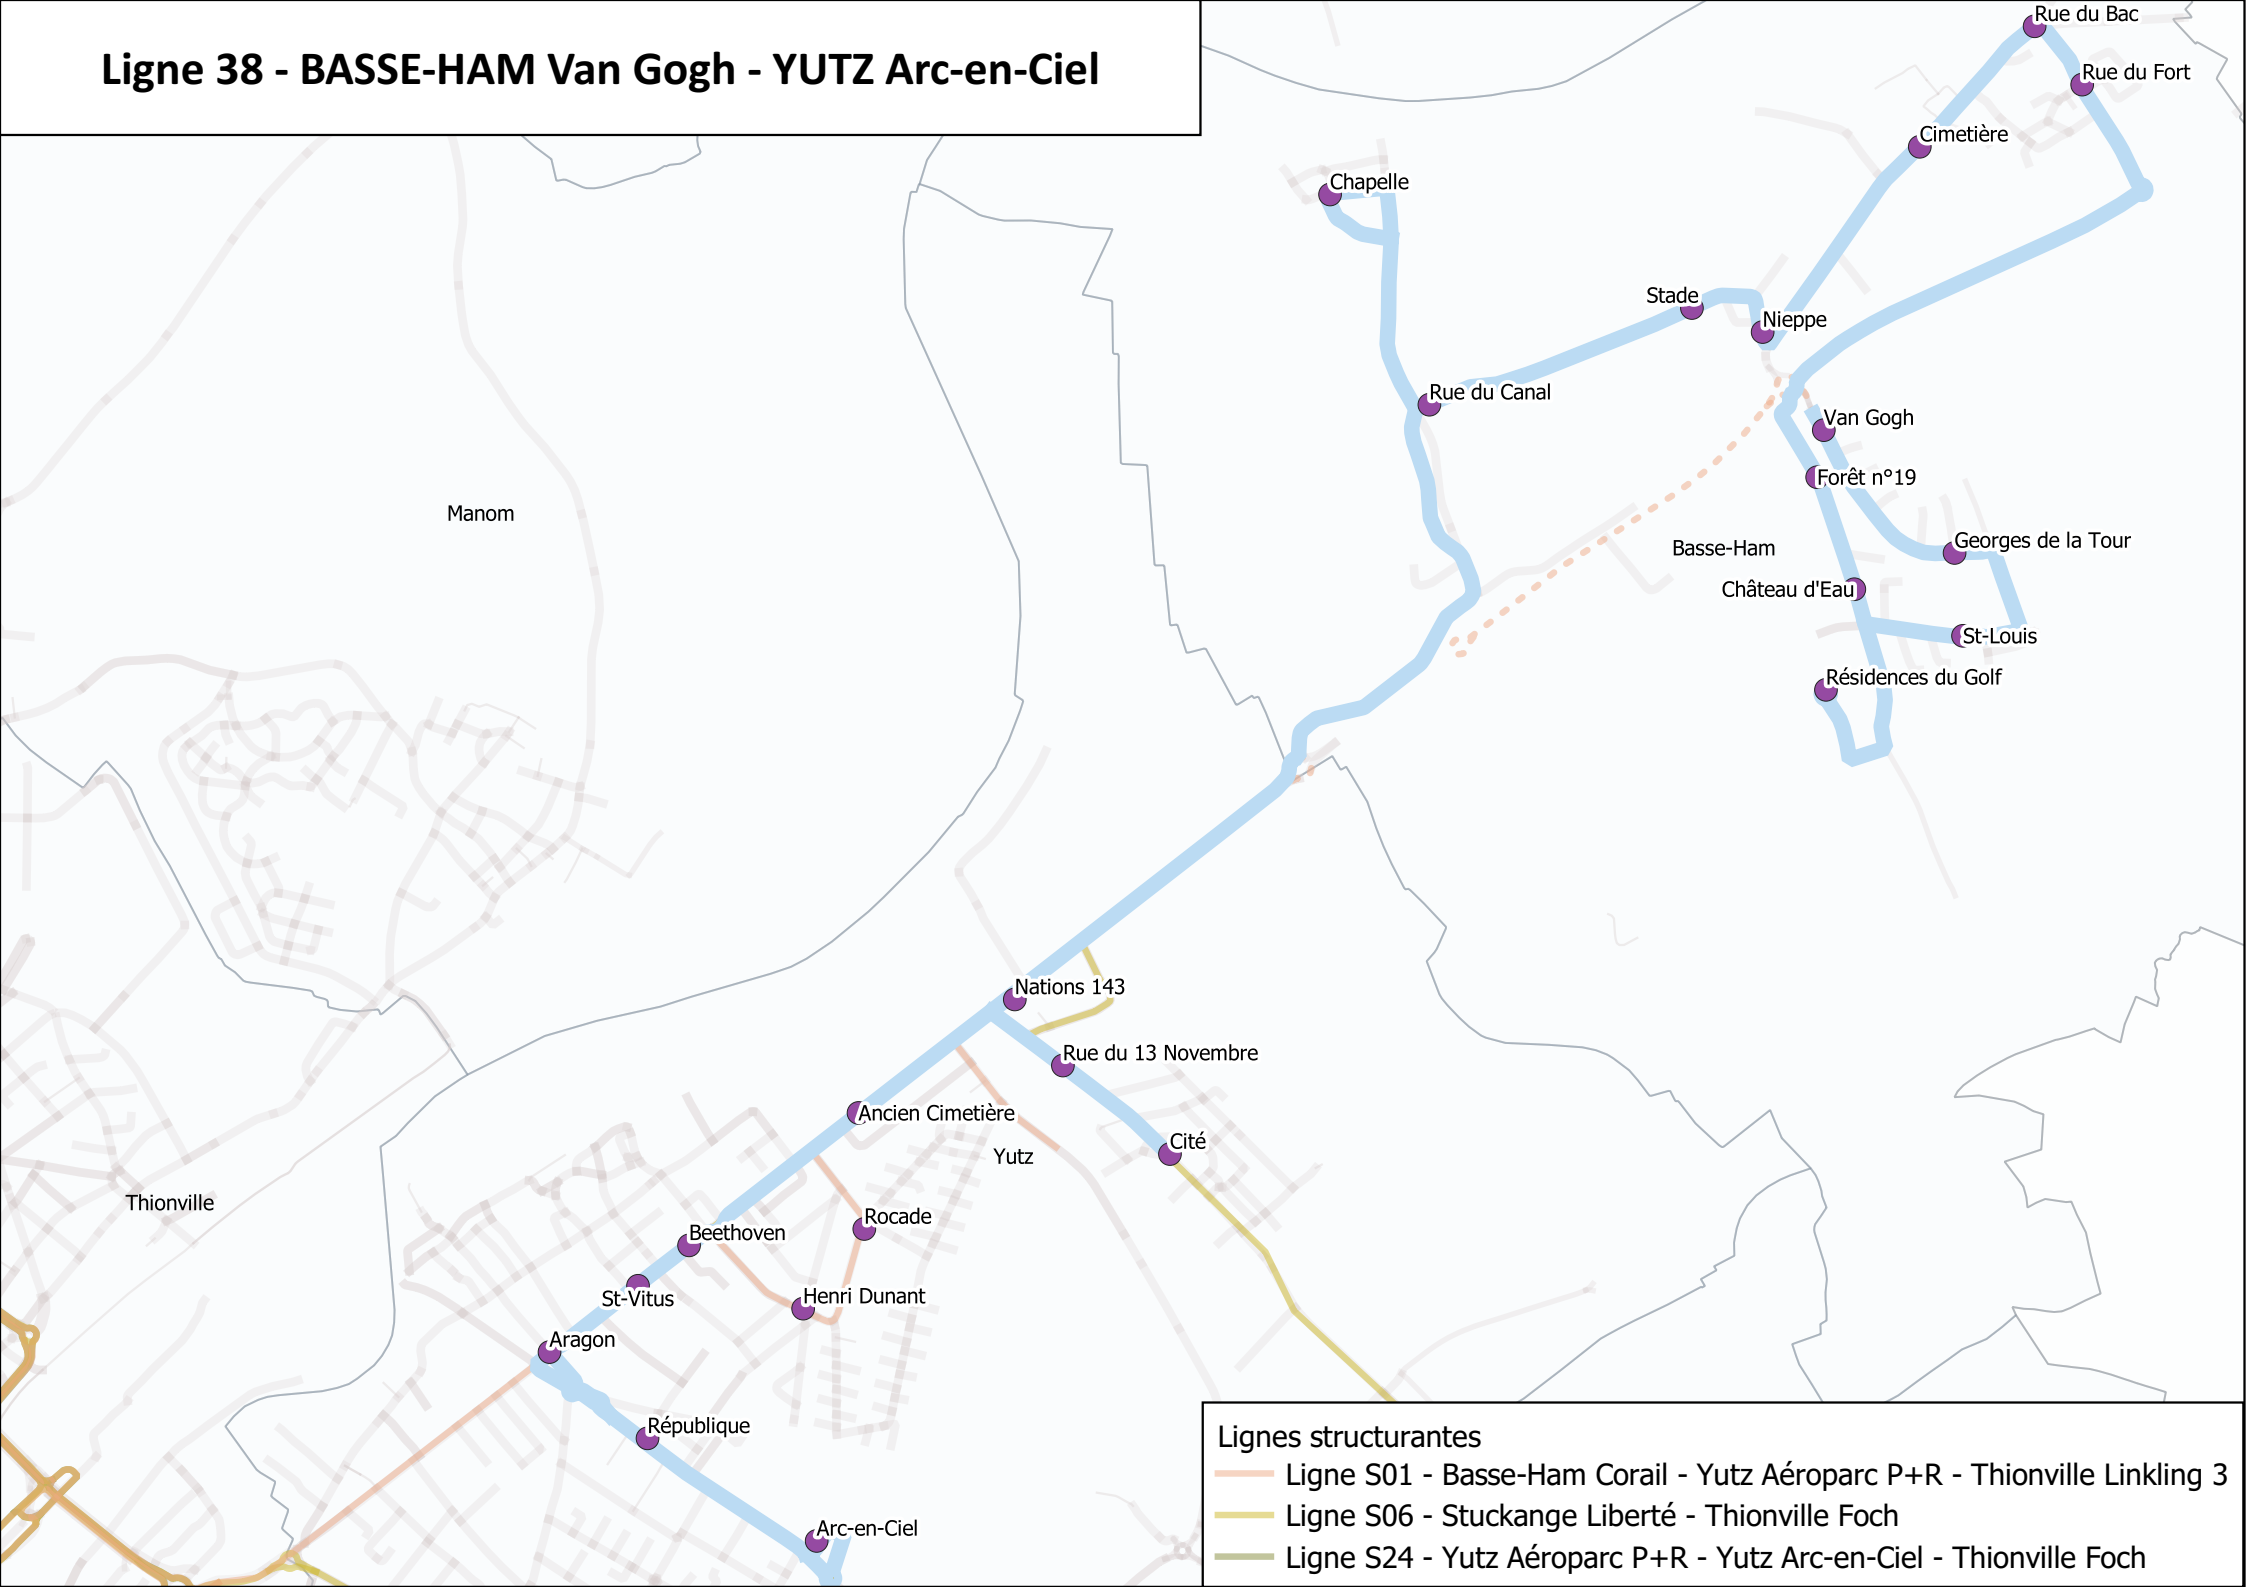 Ligne 38 - BASSE-HAM Van Gogh - YUTZ Arc-en-Ciel
Rue du Bac
Rue du Fort
Cimetière
Chapelle
Stade
Nieppe
Rue du Canal
Van Gogh
Forêt n°19
Manom
Georges de la Tour
Basse-Ham
Château d'Eau
St-Louis
Résidences du Golf
Nations 143
Rue du 13 Novembre
Ancien Cimetière
Cité
Yutz
Thionville
Rocade
Beethoven
Henri Dunant
St-Vitus
Aragon
République
Arc-en-Ciel
Lignes structurantes
Ligne S01 - Basse-Ham Corail - Yutz Aéroparc P+R - Thionville Linkling 3
Ligne S06 - Stuckange Liberté - Thionville Foch
Ligne S24 - Yutz Aéroparc P+R - Yutz Arc-en-Ciel - Thionville Foch